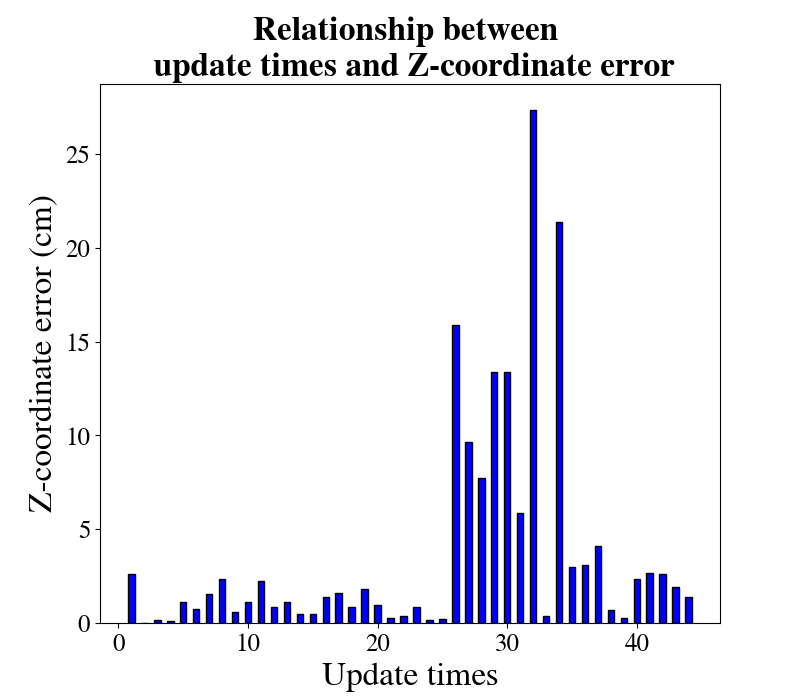 Relationship between
update times and Z-coordinate error
Z-coordinate error (cm)
25
20
15
10
5
0
0 10 20 30 40
Update times